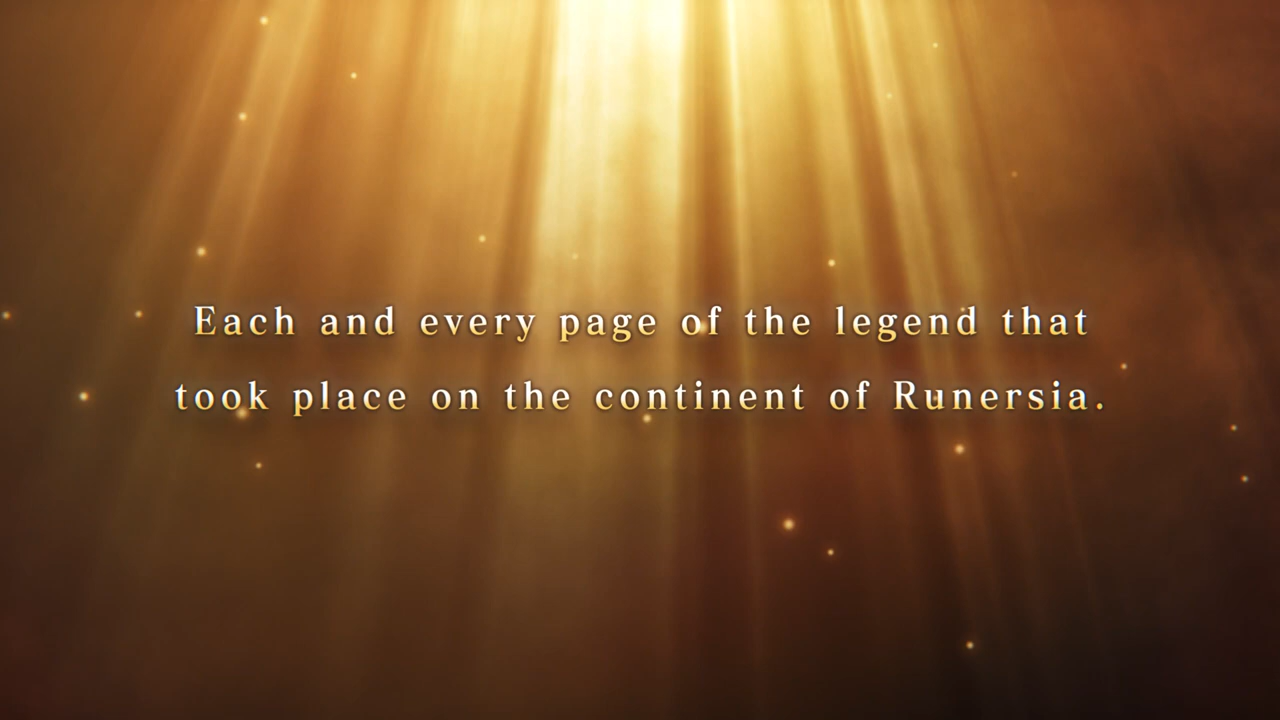 Each and every page of the legend that
took place on the continent of Runersia.